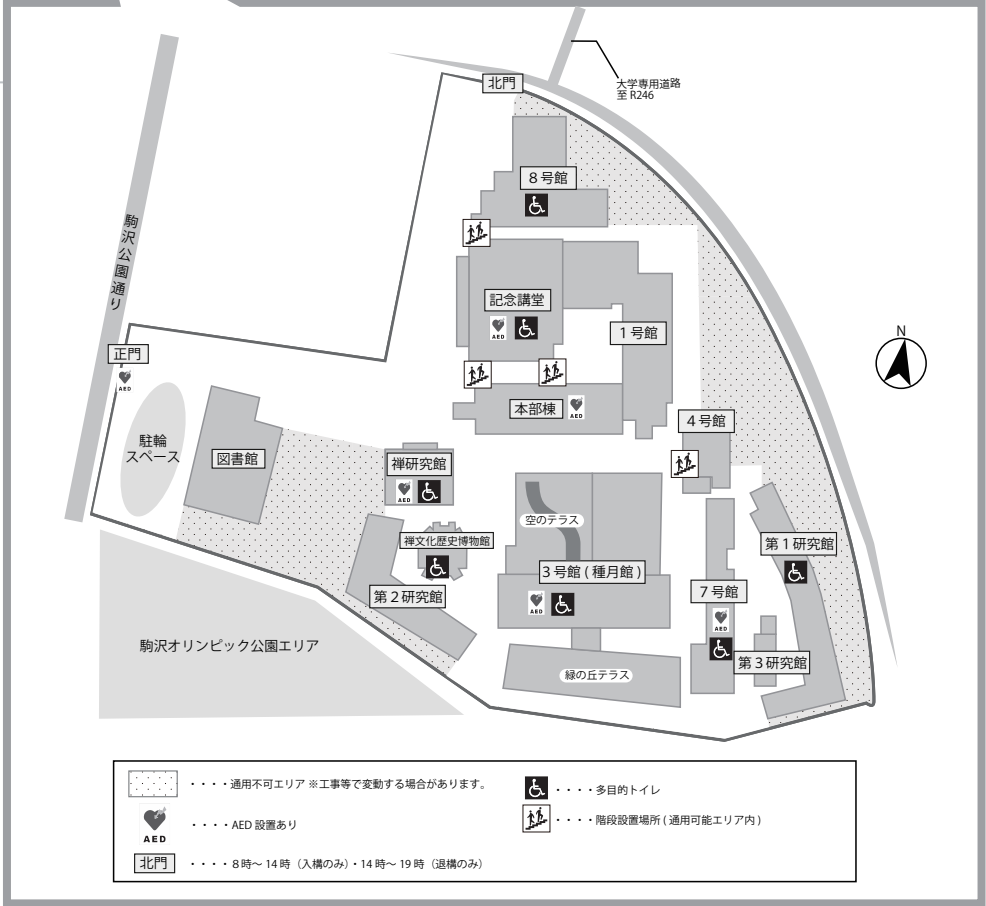 北門
大学専用道路
至 R246
8号館
駒沢公園通り
記念講堂
AED
1号館
N
正門
AED
本部棟
4号館
駐輪
スペース
図書館
禅研究館
AED
空のテラス
禅文化歴史博物館
第1研究館
3号館(種月館)
AED
7号館
AED
第2研究館
駒沢オリンピック公園エリア
第3研究館
緑の丘テラス
・・・・通用不可エリア ※工事等で変動する場合があります。
・・・・多目的トイレ
AED
・・・・AED 設置あり
・・・・階段設置場所(通用可能エリア内)
北門 ・・・・8時〜14時(入構のみ)・14時〜19時(退構のみ)